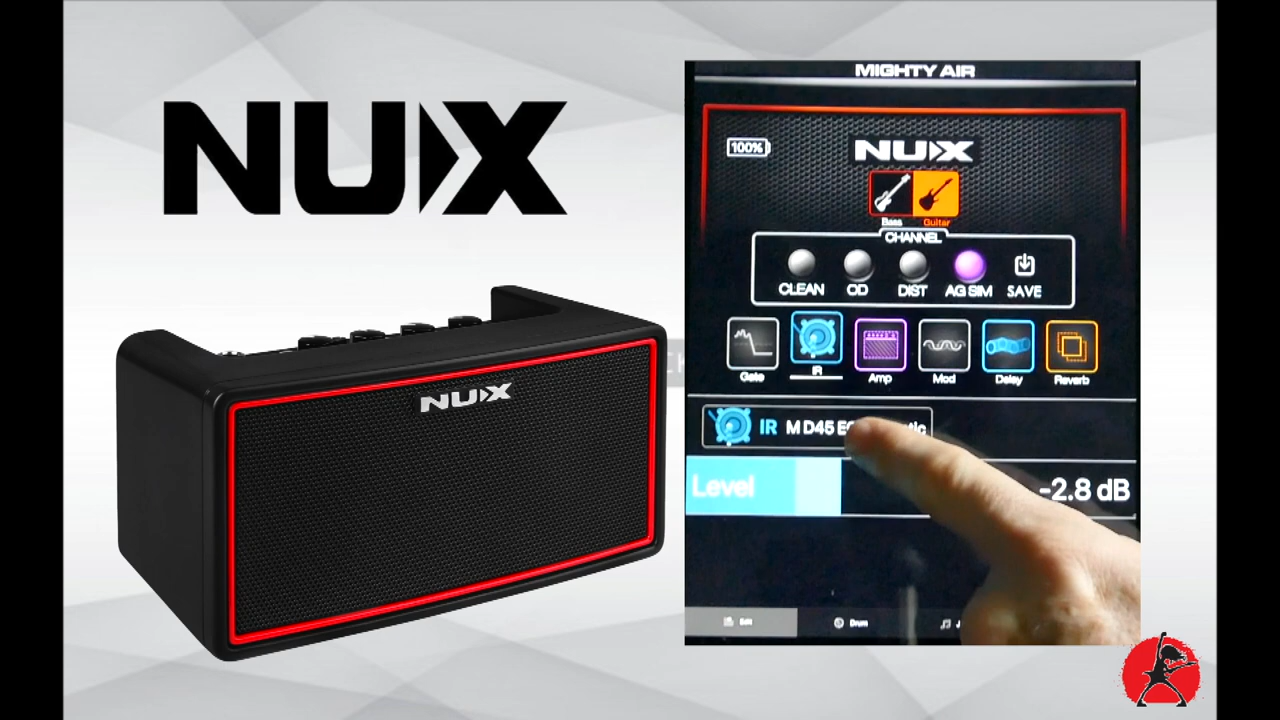 NUX
NUX
MIGHTY AIR
100%
NUX
Bass Guitar
CHANNEL
CLEAN OD DIST AG SIM SAVE
Gate IR Amp Mod Delay Reverb
IR M D45
Level -2.8 dB
Edit Drum